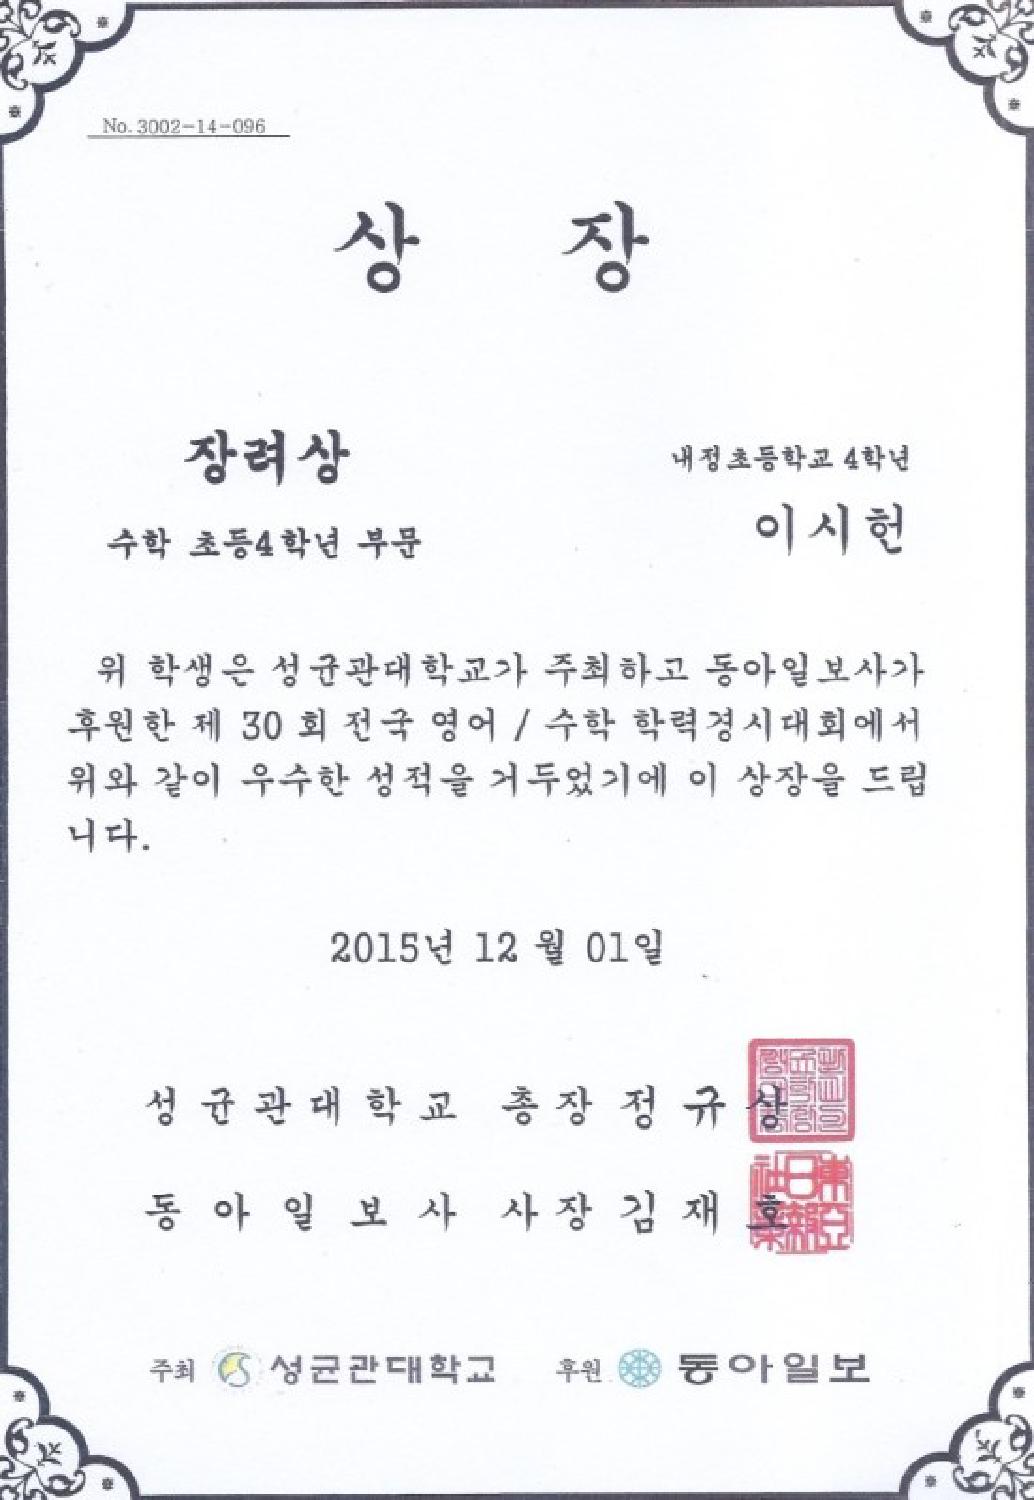 No. 3002-14-096
상 장
장려상
내정초등학교 4학년
수학 초등4학년 부문
이시헌
위 학생은 성균관대학교가 주최하고 동아일보사가
후원한 제 30 회 전국 영어 / 수학 학력경시대회에서
위와 같이 우수한 성적을 거두었기에 이 상장을 드립
니다.
2015년 12 월 01일
성균관대학교 총장 정규상
동아일보사 사장 김재호
주최 성균관대학교 후원 동아일보